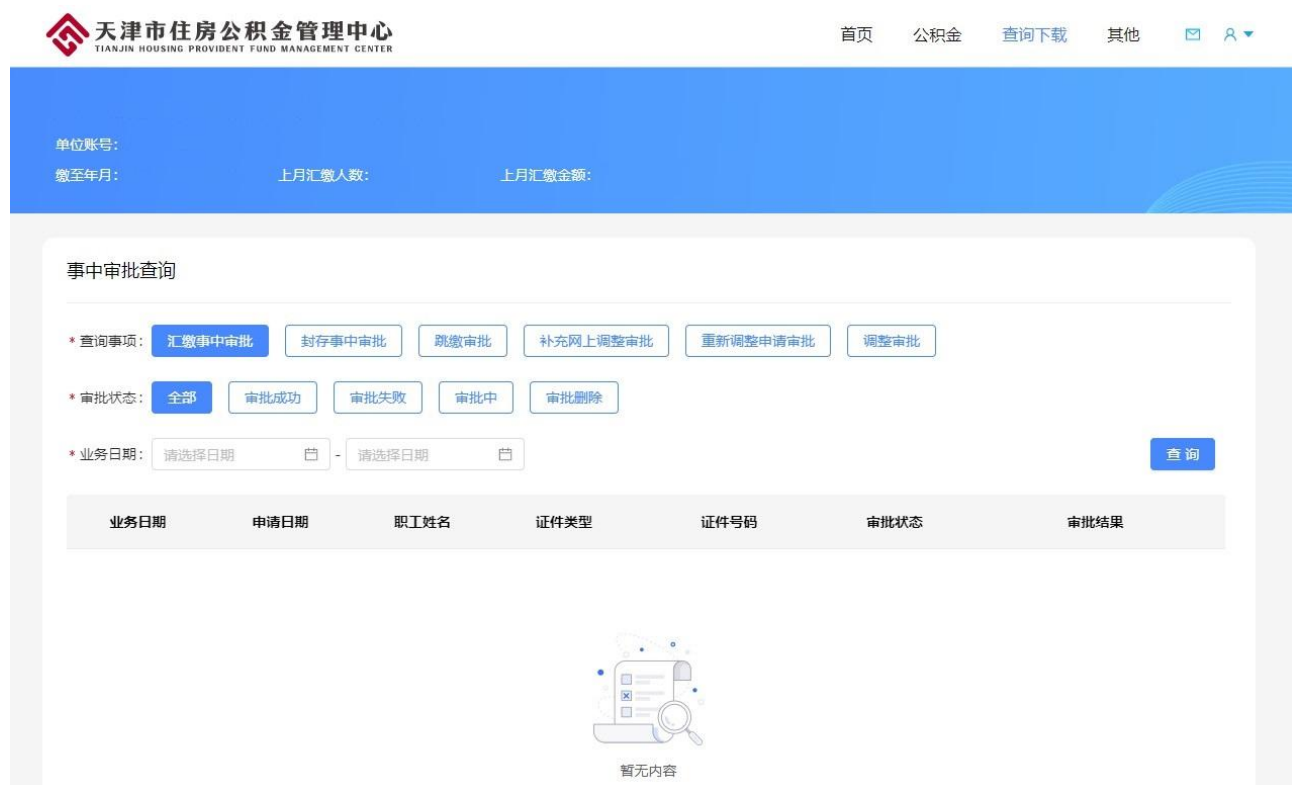 天津市住房公积金管理中心
TIANJIN HOUSING PROVIDENT FUND MANAGEMENT CENTER
首页 公积金 查询下载 其他
单位账号：
缴至年月： 上月汇缴人数： 上月汇缴金额：
事中审批查询
* 查询事项： 汇缴事中审批 封存事中审批 跳缴审批 补充网上调整审批 重新调整申请审批 调整审批
* 审批状态： 全部 审批成功 审批失败 审批中 审批删除
* 业务日期： 请选择日期 - 请选择日期 查询
业务日期 申请日期 职工姓名 证件类型 证件号码 审批状态 审批结果
暂无内容